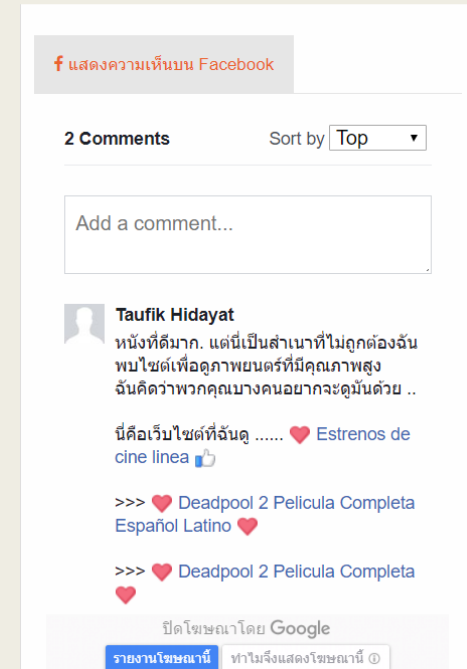 แสดงความเห็นบน Facebook
2 Comments
Sort by Top
Add a comment...
Taufik Hidayat
หนังที่ดีมาก. แต่นี่เป็นสำเนาที่ไม่ถูกต้องฉัน
พบไซต์เพื่อดูภาพยนตร์ที่มีคุณภาพสูง
ฉันคิดว่าพวกคุณบางคนอยากจะดูมันด้วย ..
นี่คือเว็บไซต์ที่ฉันดู ...... ❤️ Estrenos de
cine linea 👍
>>> ❤️ Deadpool 2 Pelicula Completa
Español Latino ❤️
>>> ❤️ Deadpool 2 Pelicula Completa
❤️
ปิดโฆษณาโดย Google
รายงานโฆษณานี้ ทำไมจึงแสดงโฆษณานี้